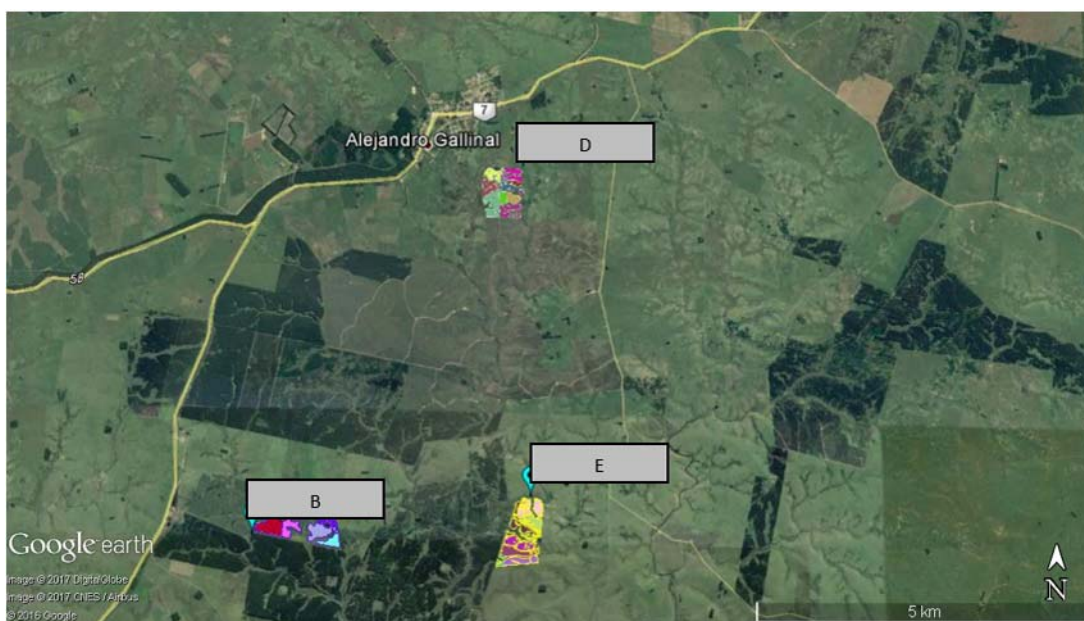 7
Alejandro Gallinal
D
58
E
B
Google earth
Image © 2017 DigitalGlobe
Image © 2017 CNES / Airbus
© 2016 Google
N
5 km